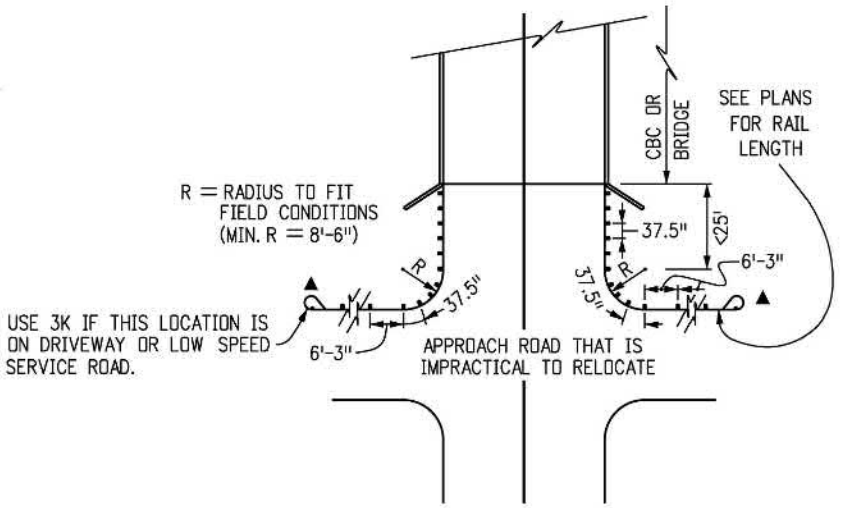 CBC OR
BRIDGE
SEE PLANS
FOR RAIL
LENGTH
R = RADIUS TO FIT
FIELD CONDITIONS
(MIN. R = 8'-6")
37.5"
<25'
6'-3"
R
37.5"
R
37.5"
USE 3K IF THIS LOCATION IS
ON DRIVEWAY OR LOW SPEED
SERVICE ROAD.
6'-3"
APPROACH ROAD THAT IS
IMPRACTICAL TO RELOCATE